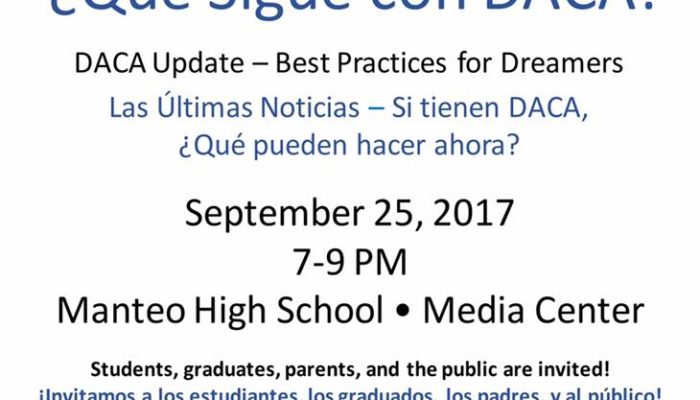 ¿Qué Sigue con DACA?
DACA Update – Best Practices for Dreamers
Las Últimas Noticias – Si tienen DACA,
¿Qué pueden hacer ahora?
September 25, 2017
7-9 PM
Manteo High School • Media Center
Students, graduates, parents, and the public are invited!
¡Invitamos a los estudiantes, los graduados, los padres, y al público!